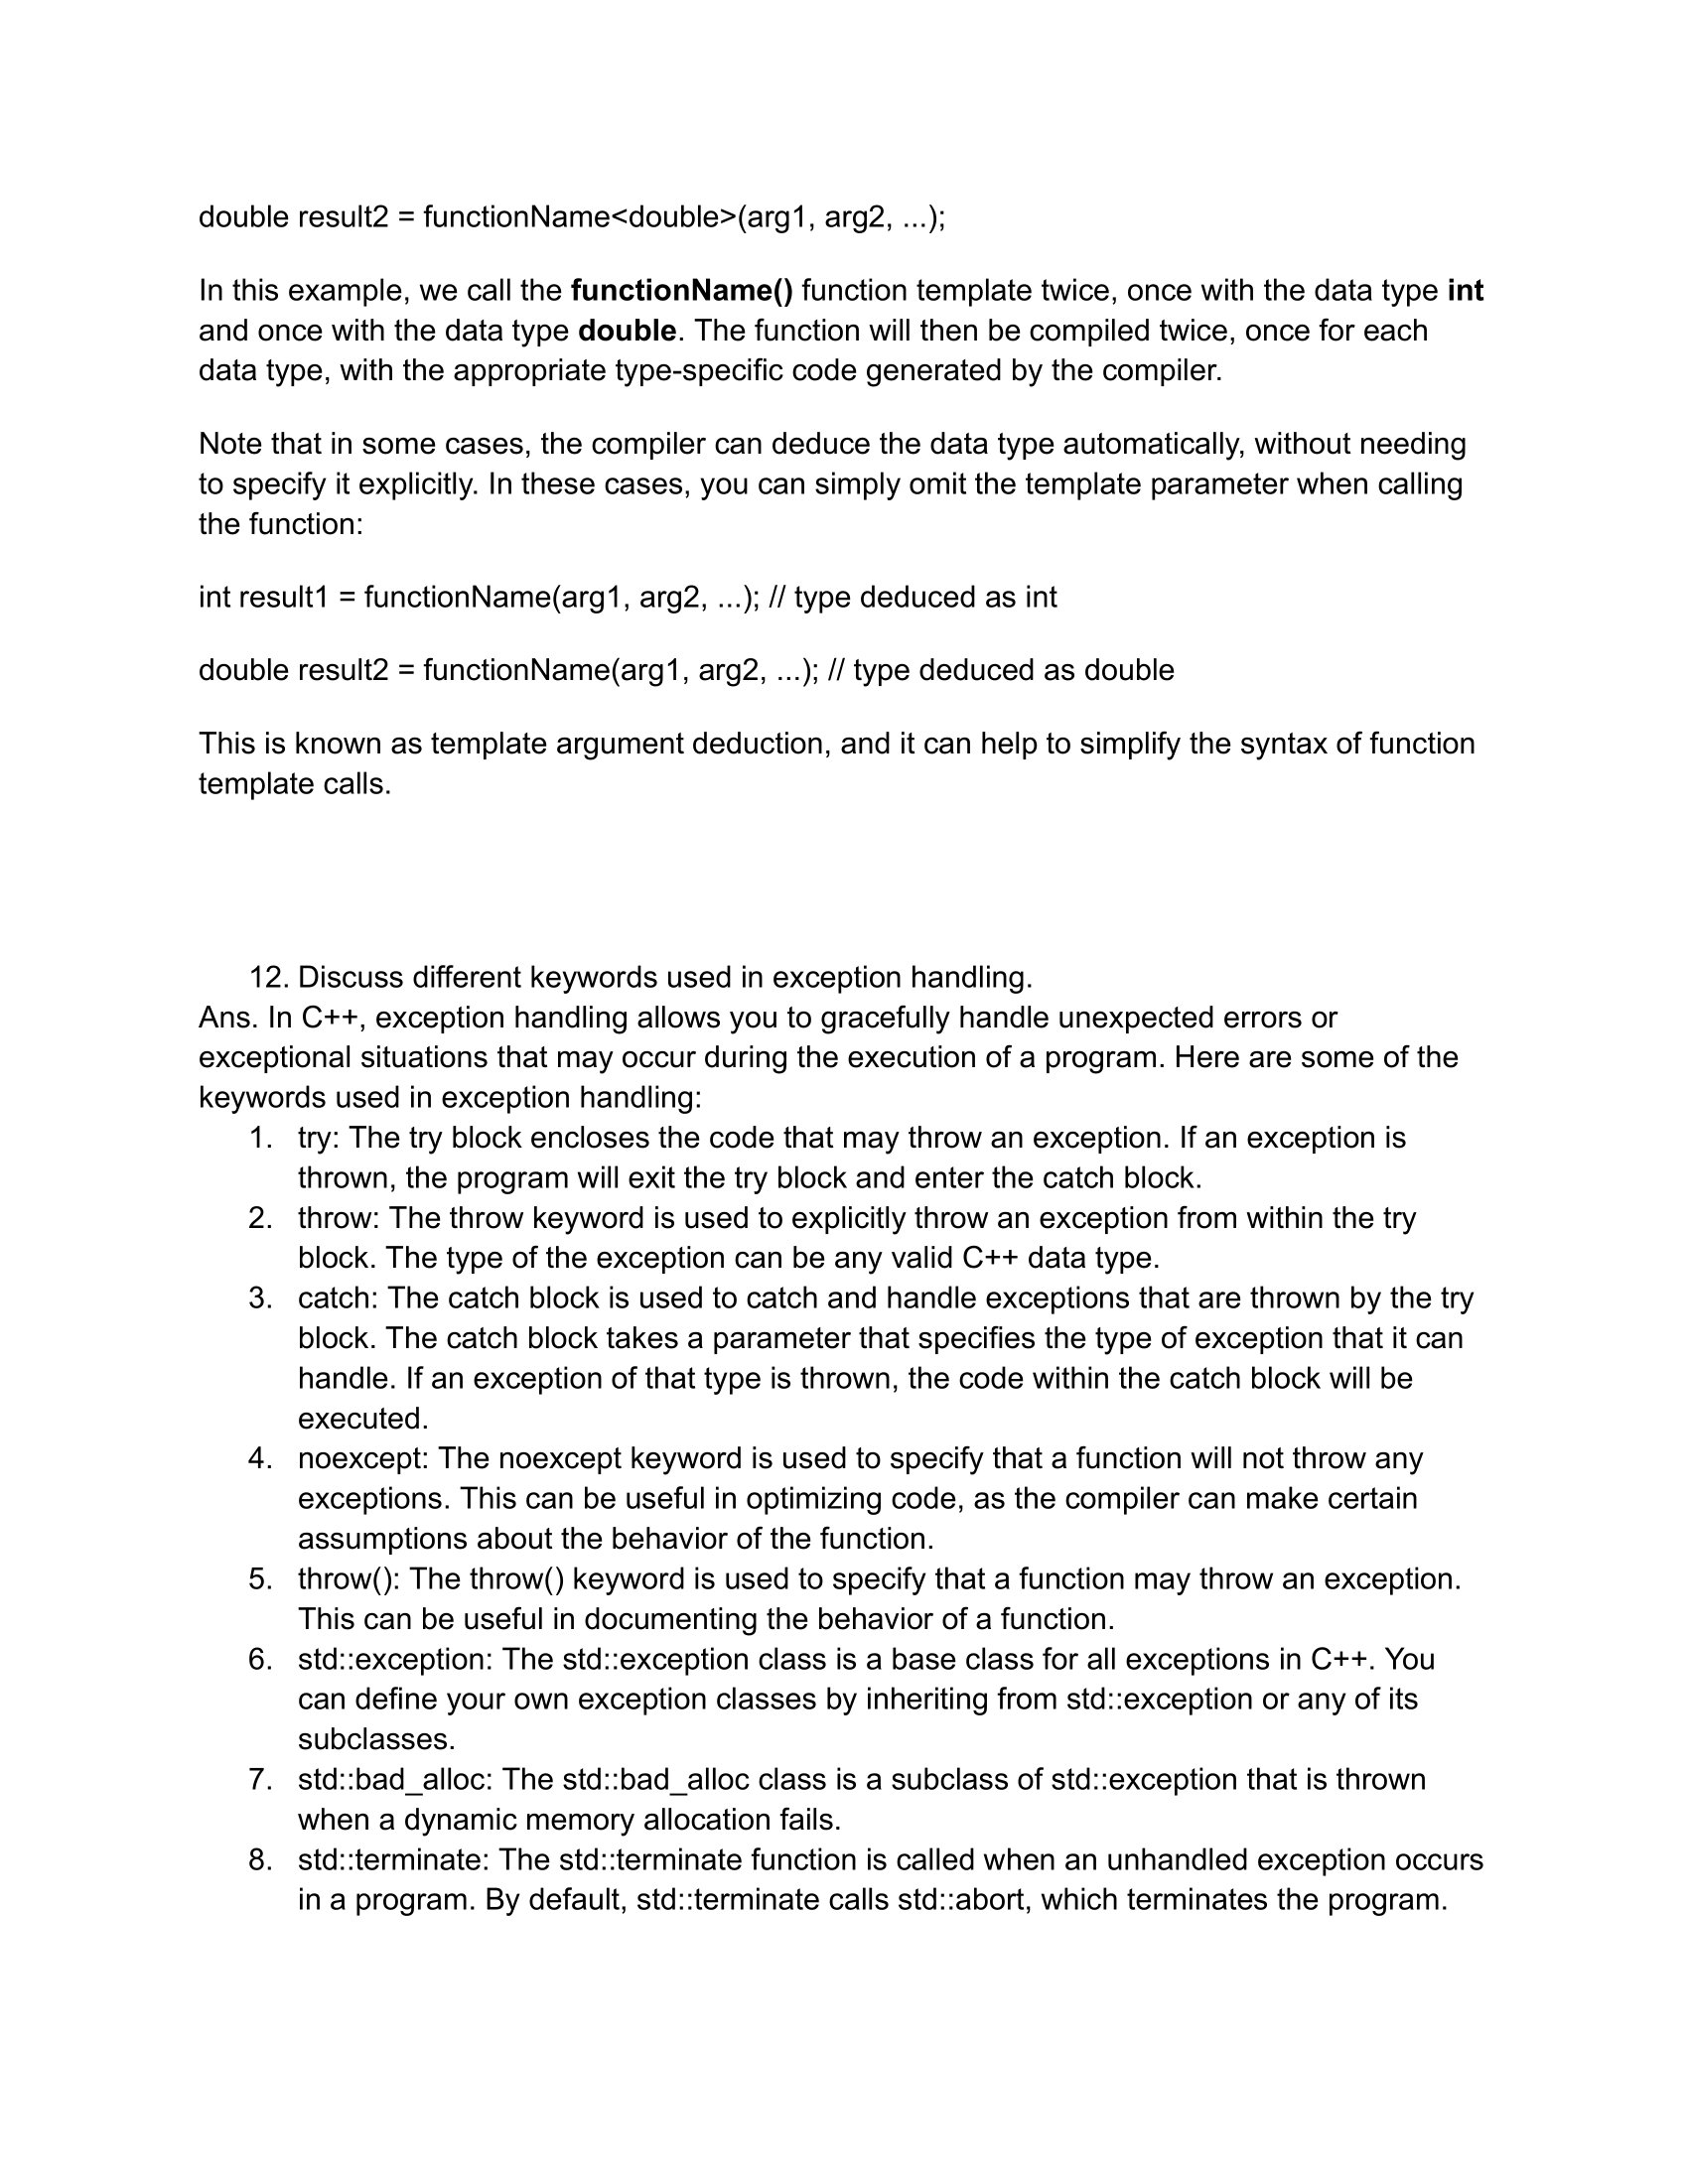 double result2 = functionName<double>(arg1, arg2, ...);
In this example, we call the functionName() function template twice, once with the data type int
and once with the data type double. The function will then be compiled twice, once for each
data type, with the appropriate type-specific code generated by the compiler.
Note that in some cases, the compiler can deduce the data type automatically, without needing
to specify it explicitly. In these cases, you can simply omit the template parameter when calling
the function:
int result1 = functionName(arg1, arg2, ...); // type deduced as int
double result2 = functionName(arg1, arg2, ...); // type deduced as double
This is known as template argument deduction, and it can help to simplify the syntax of function
template calls.
12. Discuss different keywords used in exception handling.
Ans. In C++, exception handling allows you to gracefully handle unexpected errors or
exceptional situations that may occur during the execution of a program. Here are some of the
keywords used in exception handling:
1. try: The try block encloses the code that may throw an exception. If an exception is
thrown, the program will exit the try block and enter the catch block.
2. throw: The throw keyword is used to explicitly throw an exception from within the try
block. The type of the exception can be any valid C++ data type.
3. catch: The catch block is used to catch and handle exceptions that are thrown by the try
block. The catch block takes a parameter that specifies the type of exception that it can
handle. If an exception of that type is thrown, the code within the catch block will be
executed.
4. noexcept: The noexcept keyword is used to specify that a function will not throw any
exceptions. This can be useful in optimizing code, as the compiler can make certain
assumptions about the behavior of the function.
5. throw(): The throw() keyword is used to specify that a function may throw an exception.
This can be useful in documenting the behavior of a function.
6. std::exception: The std::exception class is a base class for all exceptions in C++. You
can define your own exception classes by inheriting from std::exception or any of its
subclasses.
7. std::bad_alloc: The std::bad_alloc class is a subclass of std::exception that is thrown
when a dynamic memory allocation fails.
8. std::terminate: The std::terminate function is called when an unhandled exception occurs
in a program. By default, std::terminate calls std::abort, which terminates the program.